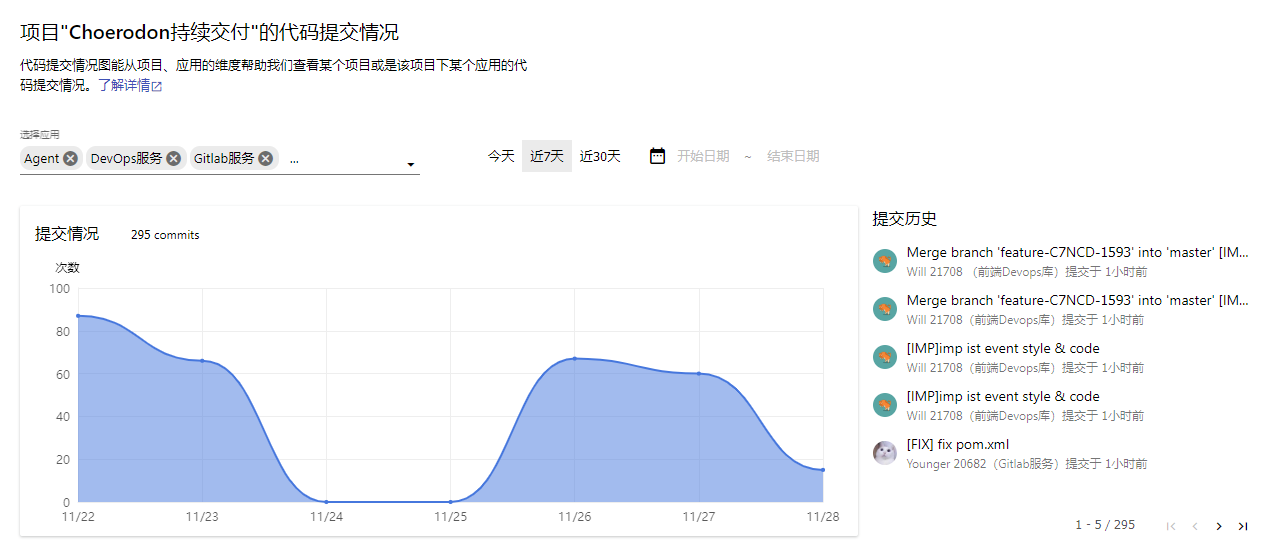 项目"Choerodon持续交付"的代码提交情况
代码提交情况图能从项目、应用的维度帮助我们查看某个项目或是该项目下某个应用的代
码提交情况。了解详情
选择应用
Agent DevOps服务 Gitlab服务 ...
今天 近7天 近30天 开始日期 ~ 结束日期
提交情况 295 commits
次数
100
80
60
40
20
0
11/22 11/23 11/24 11/25 11/26 11/27 11/28
提交历史
Merge branch 'feature-C7NCD-1593' into 'master' [IM...
Will 21708 （前端Devops库）提交于 1小时前
Merge branch 'feature-C7NCD-1593' into 'master' [IM...
Will 21708（前端Devops库）提交于 1小时前
[IMP]imp ist event style & code
Will 21708（前端Devops库）提交于 1小时前
[IMP]imp ist event style & code
Will 21708（前端Devops库）提交于 1小时前
[FIX] fix pom.xml
Younger 20682（Gitlab服务）提交于 1小时前
1 - 5 / 295